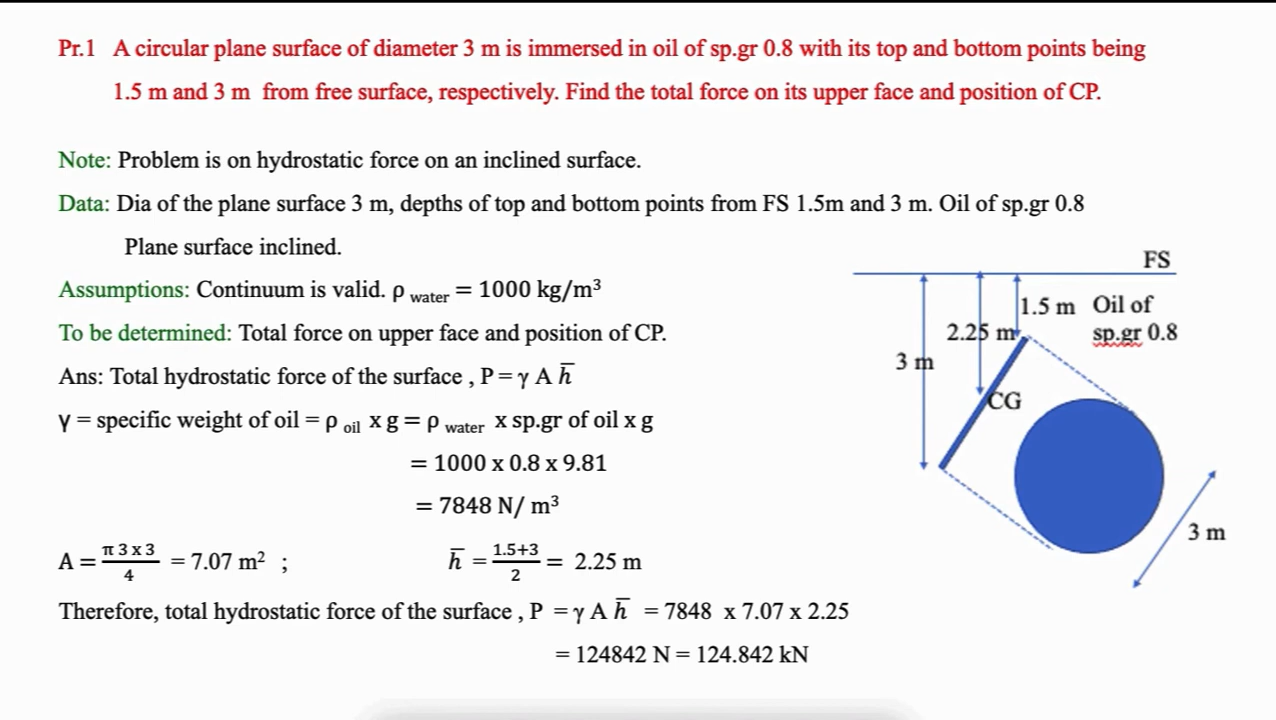 Pr.1 A circular plane surface of diameter 3 m is immersed in oil of sp.gr 0.8 with its top and bottom points being
1.5 m and 3 m from free surface, respectively. Find the total force on its upper face and position of CP.
Note: Problem is on hydrostatic force on an inclined surface.
Data: Dia of the plane surface 3 m, depths of top and bottom points from FS 1.5m and 3 m. Oil of sp.gr 0.8
Plane surface inclined.
Assumptions: Continuum is valid. ρ water = 1000 kg/m³
To be determined: Total force on upper face and position of CP.
Ans: Total hydrostatic force of the surface , P = γ A h̅
γ = specific weight of oil = ρ oil x g = ρ water x sp.gr of oil x g
= 1000 x 0.8 x 9.81
= 7848 N/ m³
A = π 3 x 3 / 4 = 7.07 m² ; h̅ = 1.5+3 / 2 = 2.25 m
Therefore, total hydrostatic force of the surface , P = γ A h̅ = 7848 x 7.07 x 2.25
= 124842 N = 124.842 kN
FS
1.5 m Oil of
2.25 m sp.gr 0.8
3 m
CG
3 m